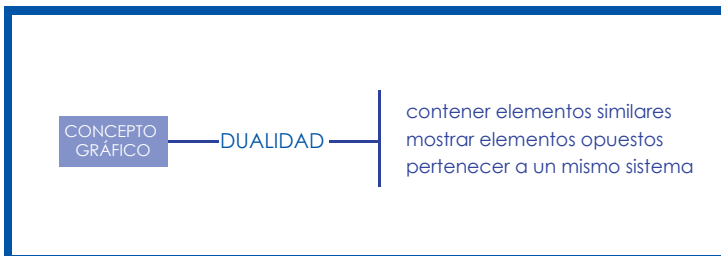 CONCEPTO
GRÁFICO
DUALIDAD
contener elementos similares
mostrar elementos opuestos
pertenecer a un mismo sistema